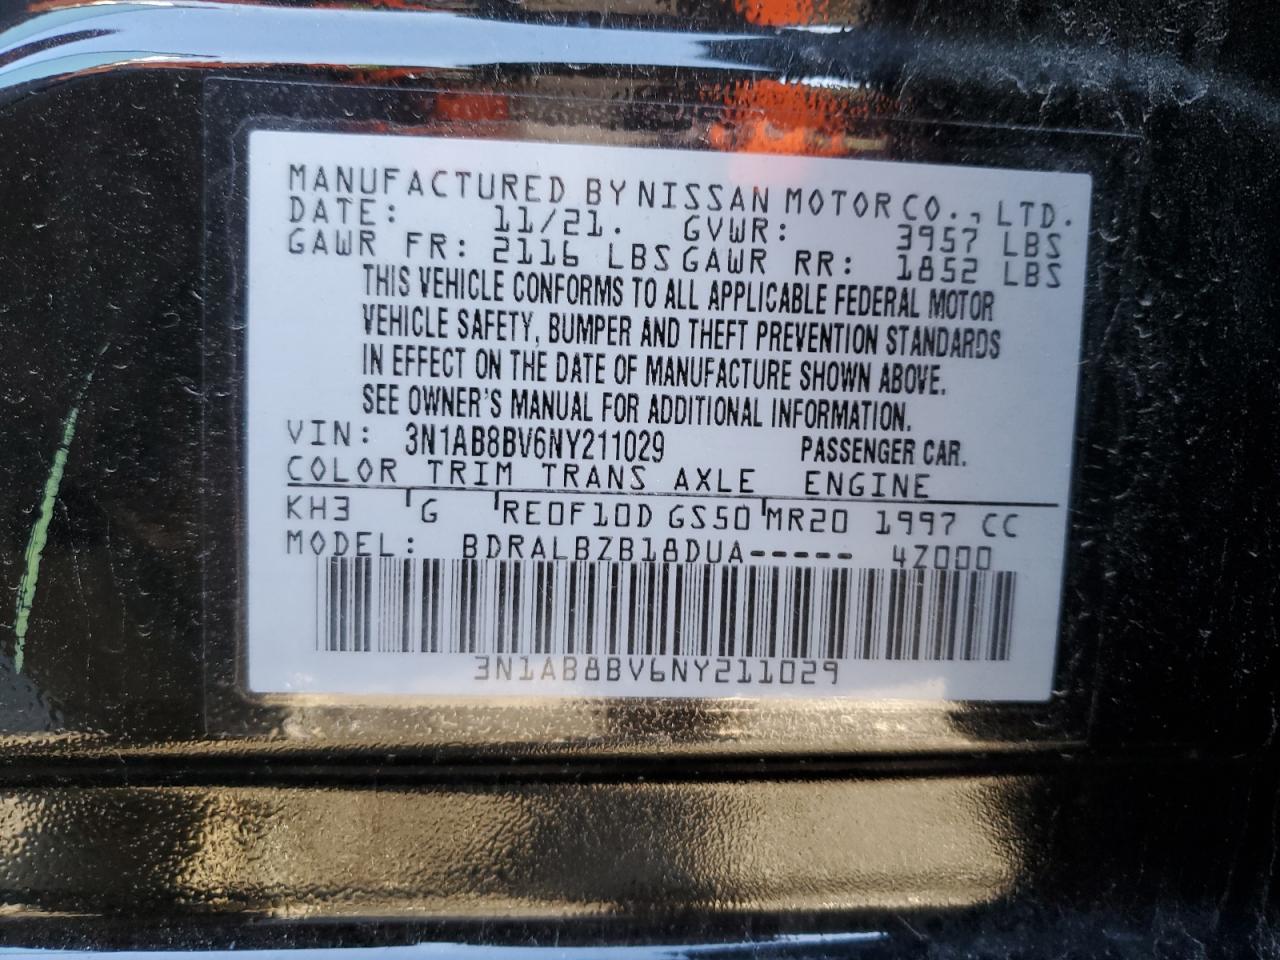 MANUFACTURED BY NISSAN MOTOR CO., LTD.
DATE: 11/21. GVWR: 3957 LBS
GAWR FR: 2116 LBS GAWR RR: 1852 LBS
THIS VEHICLE CONFORMS TO ALL APPLICABLE FEDERAL MOTOR
VEHICLE SAFETY, BUMPER AND THEFT PREVENTION STANDARDS
IN EFFECT ON THE DATE OF MANUFACTURE SHOWN ABOVE.
SEE OWNER'S MANUAL FOR ADDITIONAL INFORMATION.
VIN: 3N1AB8BV6NY211029 PASSENGER CAR.
COLOR TRIM TRANS AXLE ENGINE
KH3 G RE0F10D GS50 MR20 1997 CC
MODEL: BDRALBZB18DUA----- 4Z000
3N1AB8BV6NY211029